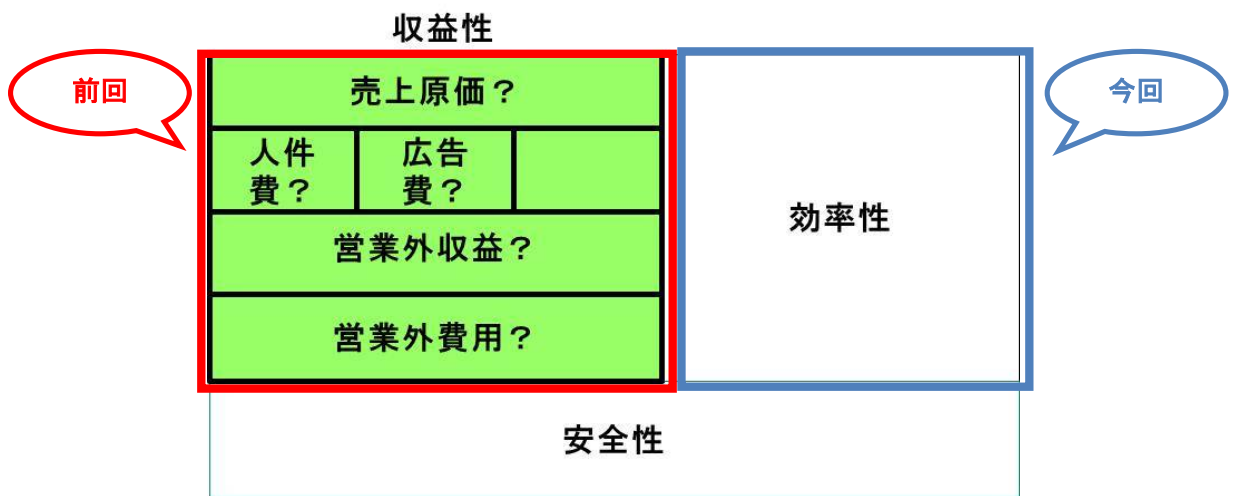 収益性
前回
売上原価？
人件
費？
広告
費？
営業外収益？
営業外費用？
今回
効率性
安全性